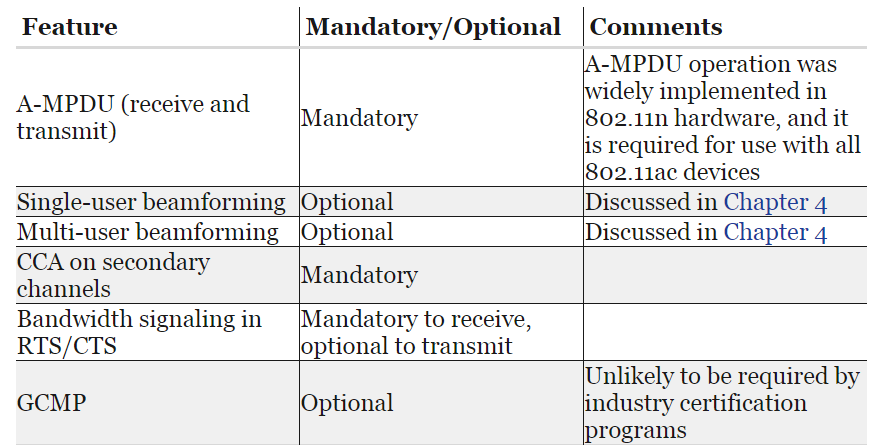 Feature Mandatory/Optional Comments
A-MPDU (receive and
transmit)
Mandatory
A-MPDU operation was
widely implemented in
802.11n hardware, and it
is required for use with all
802.11ac devices
Single-user beamforming Optional Discussed in Chapter 4
Multi-user beamforming Optional Discussed in Chapter 4
CCA on secondary
channels
Mandatory
Bandwidth signaling in
RTS/CTS
Mandatory to receive,
optional to transmit
GCMP
Optional
Unlikely to be required by
industry certification
programs